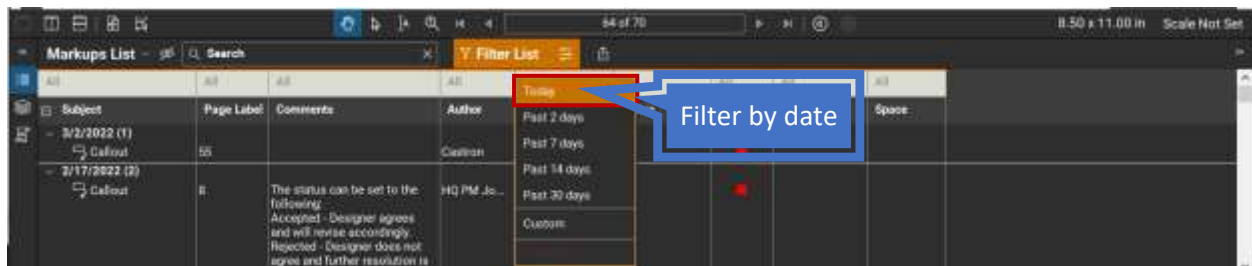 64 of 70
8.50 x 11.00 in Scale Not Set
Markups List Search Filter List
All All All All All All All
Subject Page Label Comments Author Space
Today
Past 2 days
Past 7 days
Past 14 days
Past 30 days
Custom
Filter by date
3/2/2022 (1)
Callout 55
2/17/2022 (2)
Callout 8 The status can be set to the HQ PM Jo...
following:
Accepted - Designer agrees
and will revise accordingly
Rejected - Designer does not
agree and further resolution is